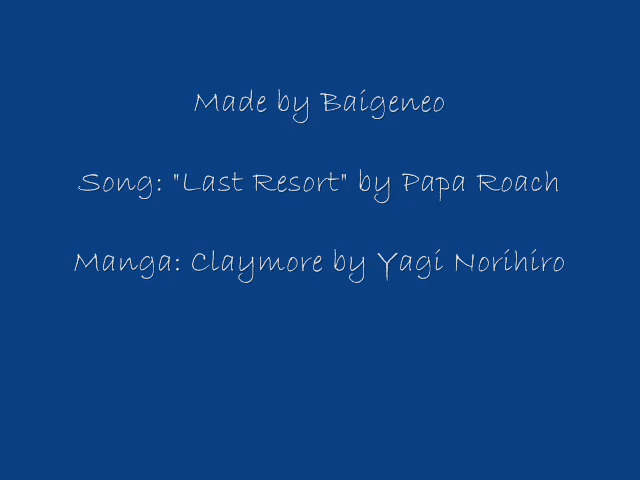 Made by Baigeneo
Song: "Last Resort" by Papa Roach
Manga: Claymore by Yagi Norihiro